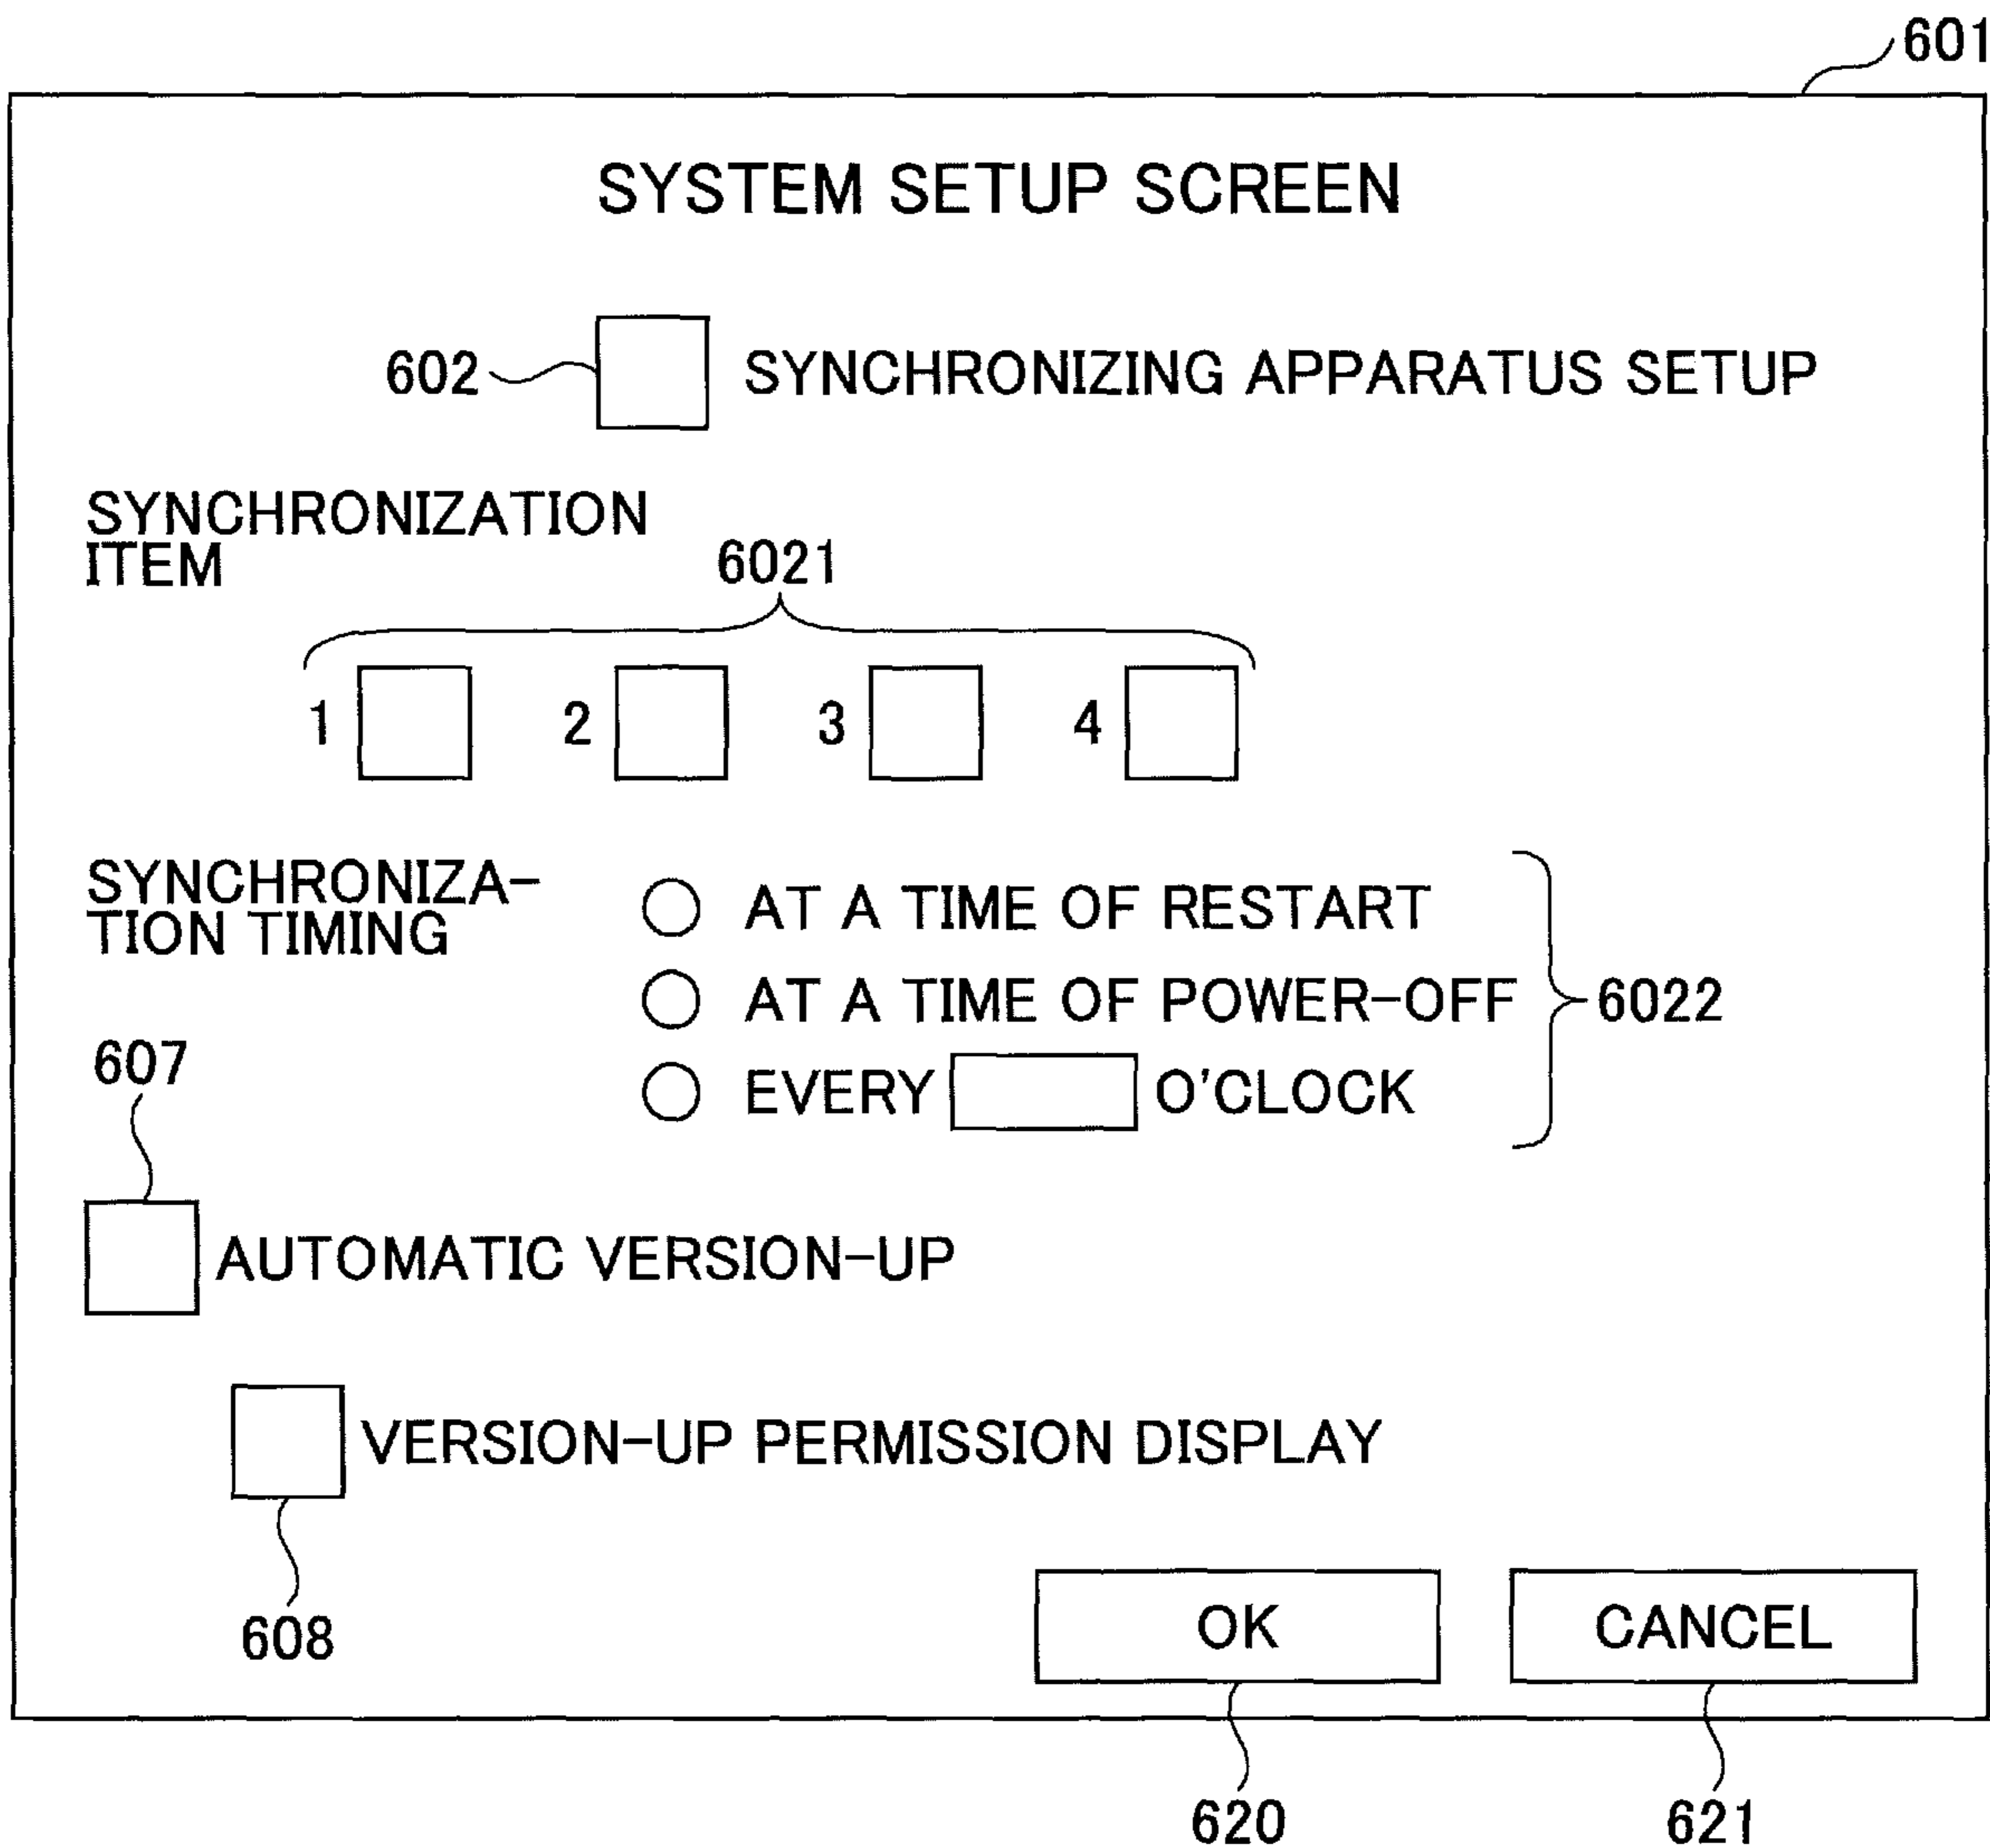 601
SYSTEM SETUP SCREEN
602 SYNCHRONIZING APPARATUS SETUP
SYNCHRONIZATION
ITEM
6021
1 2 3 4
SYNCHRONIZA-
TION TIMING
AT A TIME OF RESTART
AT A TIME OF POWER-OFF
EVERY O'CLOCK
6022
607
AUTOMATIC VERSION-UP
VERSION-UP PERMISSION DISPLAY
608
OK CANCEL
620 621